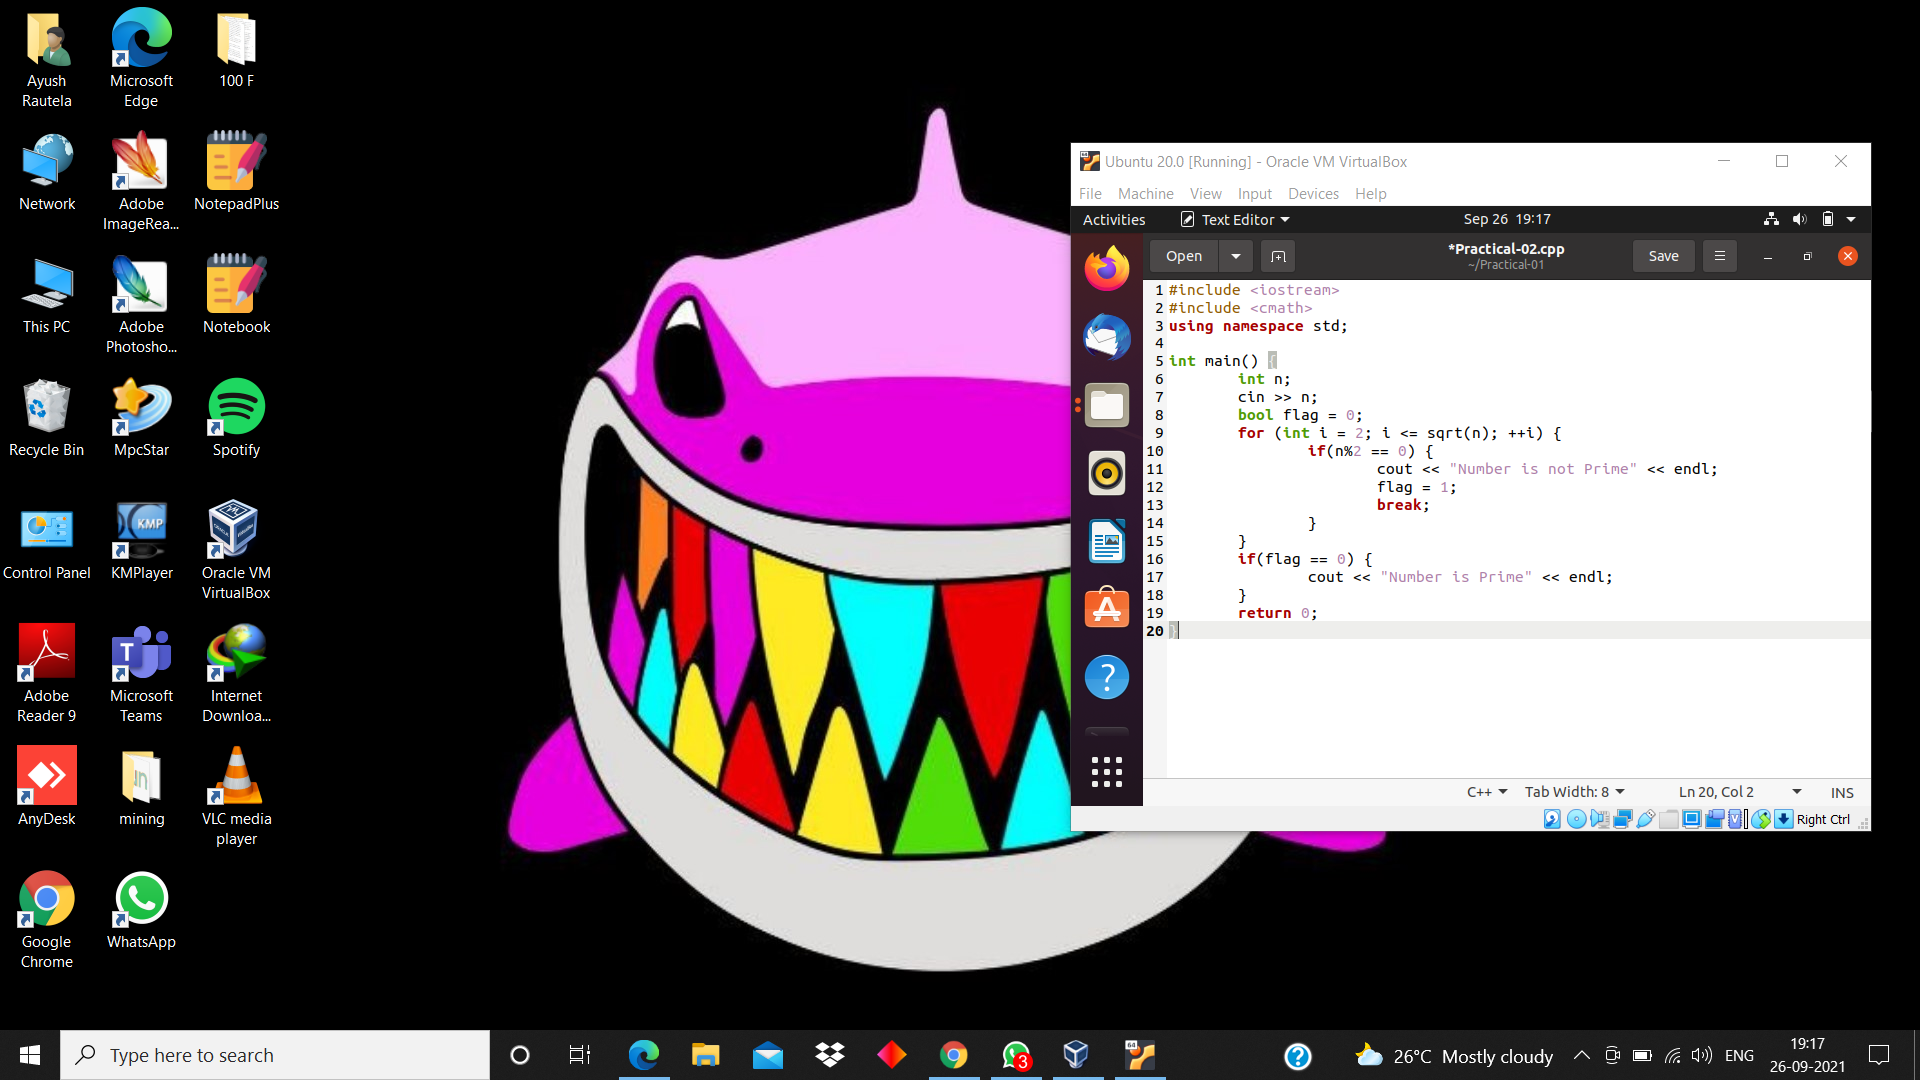 Ayush
Rautela
Microsoft
Edge
100 F
Network
Adobe
ImageRea...
NotepadPlus
This PC
Adobe
Photosho...
Notebook
Recycle Bin
MpcStar
Spotify
Control Panel
KMP
KMPlayer
Oracle VM
VirtualBox
Adobe
Reader 9
Microsoft
Teams
Internet
Downloa...
AnyDesk
mining
VLC media
player
Google
Chrome
WhatsApp
Ubuntu 20.0 [Running] - Oracle VM VirtualBox
File Machine View Input Devices Help
Activities Text Editor Sep 26 19:17
Open *Practical-02.cpp Save
~/Practical-01
1 #include <iostream>
2 #include <cmath>
3 using namespace std;
4
5 int main() {
6 int n;
7 cin >> n;
8 bool flag = 0;
9 for (int i = 2; i <= sqrt(n); ++i) {
10 if(n%2 == 0) {
11 cout << "Number is not Prime" << endl;
12 flag = 1;
13 break;
14 }
15 }
16 if(flag == 0) {
17 cout << "Number is Prime" << endl;
18 }
19 return 0;
20 }
C++ Tab Width: 8 Ln 20, Col 2 INS
Right Ctrl
Type here to search
3
64
26°C Mostly cloudy
ENG
19:17
26-09-2021